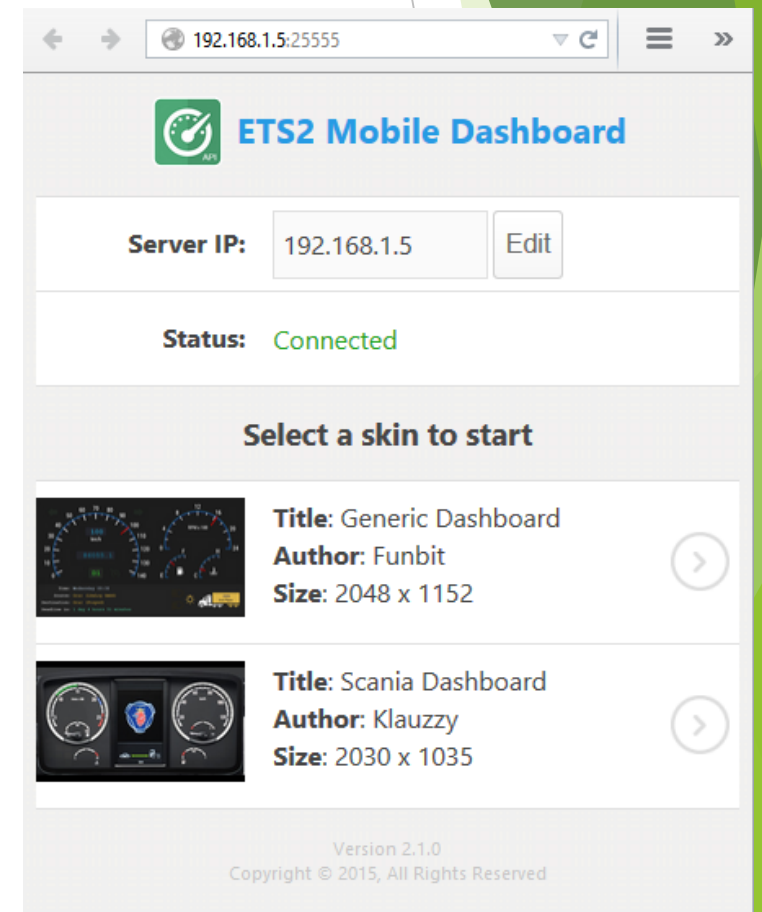 192.168.1.5:25555
API
ETS2 Mobile Dashboard
Server IP: 192.168.1.5 Edit
Status: Connected
Select a skin to start
Title: Generic Dashboard
Author: Funbit
Size: 2048 x 1152
Title: Scania Dashboard
Author: Klauzzy
Size: 2030 x 1035
Version 2.1.0
Copyright © 2015, All Rights Reserved